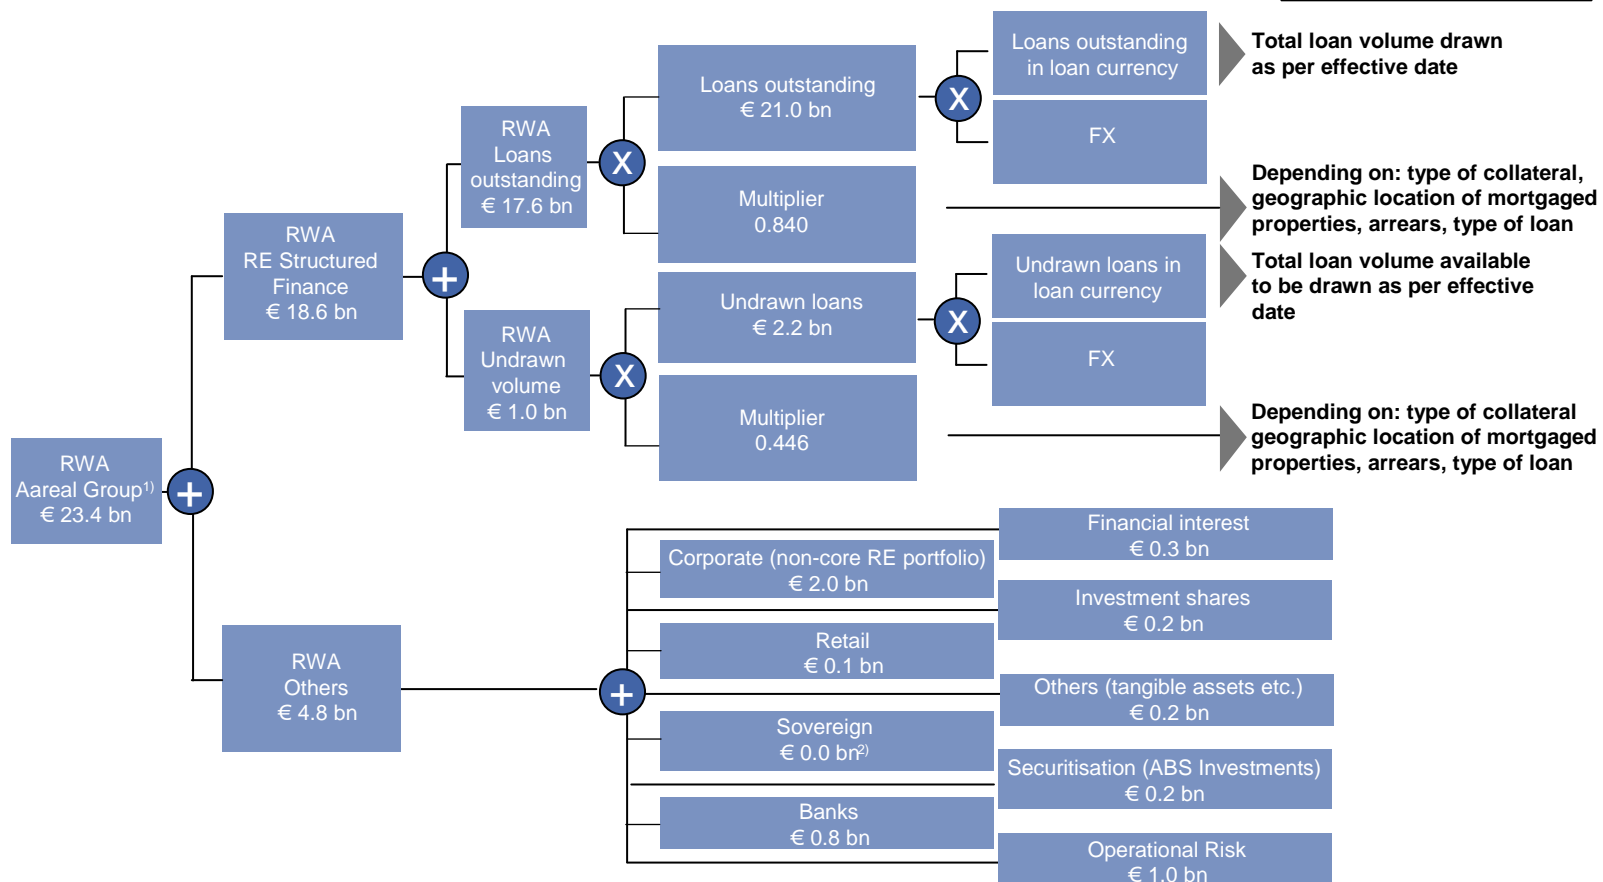 RWA
Aareal Group1)
€ 23.4 bn
+
RWA
RE Structured
Finance
€ 18.6 bn
+
RWA
Loans
outstanding
€ 17.6 bn
X
Loans outstanding
€ 21.0 bn
X
Loans outstanding
in loan currency
Total loan volume drawn
as per effective date
FX
Multiplier
0.840
Depending on: type of collateral,
geographic location of mortgaged
properties, arrears, type of loan
RWA
Undrawn
volume
€ 1.0 bn
X
Undrawn loans
€ 2.2 bn
X
Undrawn loans in
loan currency
Total loan volume available
to be drawn as per effective
date
FX
Multiplier
0.446
Depending on: type of collateral
geographic location of mortgaged
properties, arrears, type of loan
RWA
Others
€ 4.8 bn
+
Financial interest
€ 0.3 bn
Corporate (non-core RE portfolio)
€ 2.0 bn
Investment shares
€ 0.2 bn
Retail
€ 0.1 bn
Others (tangible assets etc.)
€ 0.2 bn
Sovereign
€ 0.0 bn2)
Securitisation (ABS Investments)
€ 0.2 bn
Banks
€ 0.8 bn
Operational Risk
€ 1.0 bn